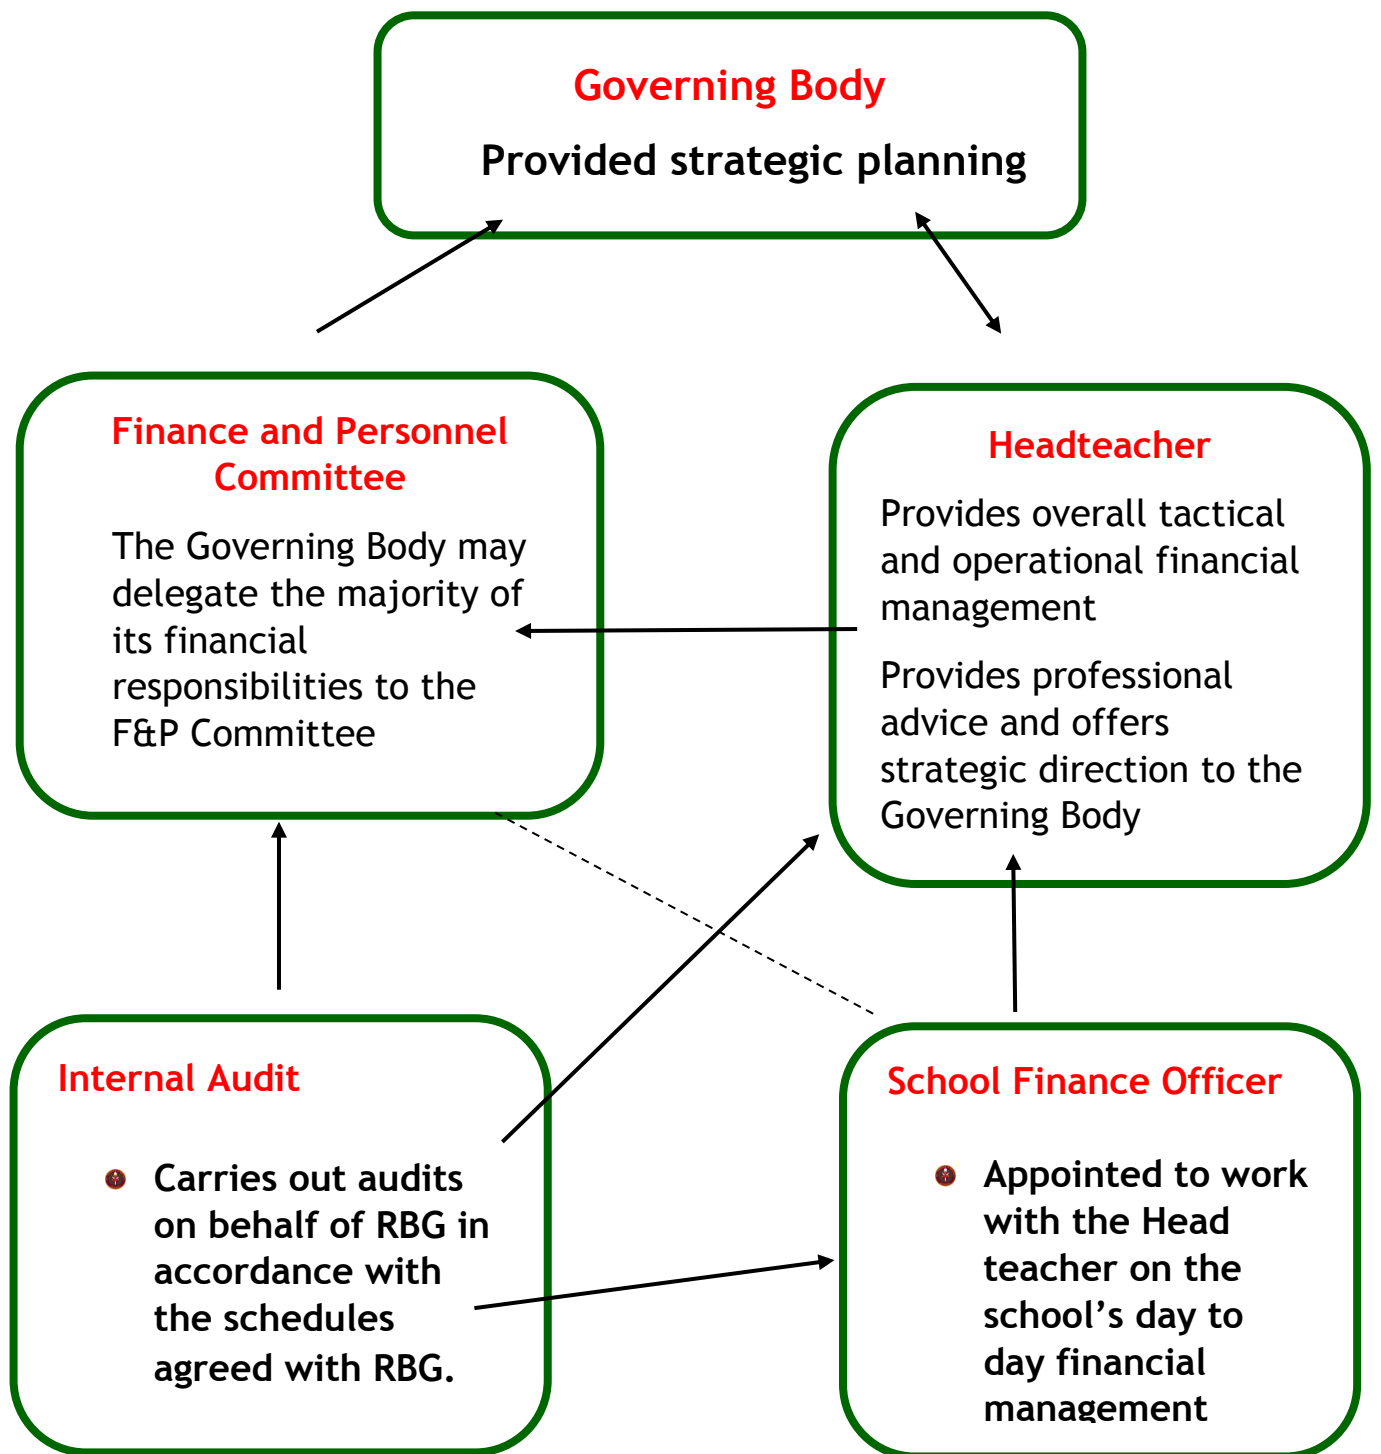 Governing Body
Provided strategic planning
Finance and Personnel
Committee
The Governing Body may
delegate the majority of
its financial
responsibilities to the
F&P Committee
Headteacher
Provides overall tactical
and operational financial
management
Provides professional
advice and offers
strategic direction to the
Governing Body
Internal Audit
Carries out audits
on behalf of RBG in
accordance with
the schedules
agreed with RBG.
School Finance Officer
Appointed to work
with the Head
teacher on the
school’s day to
day financial
management